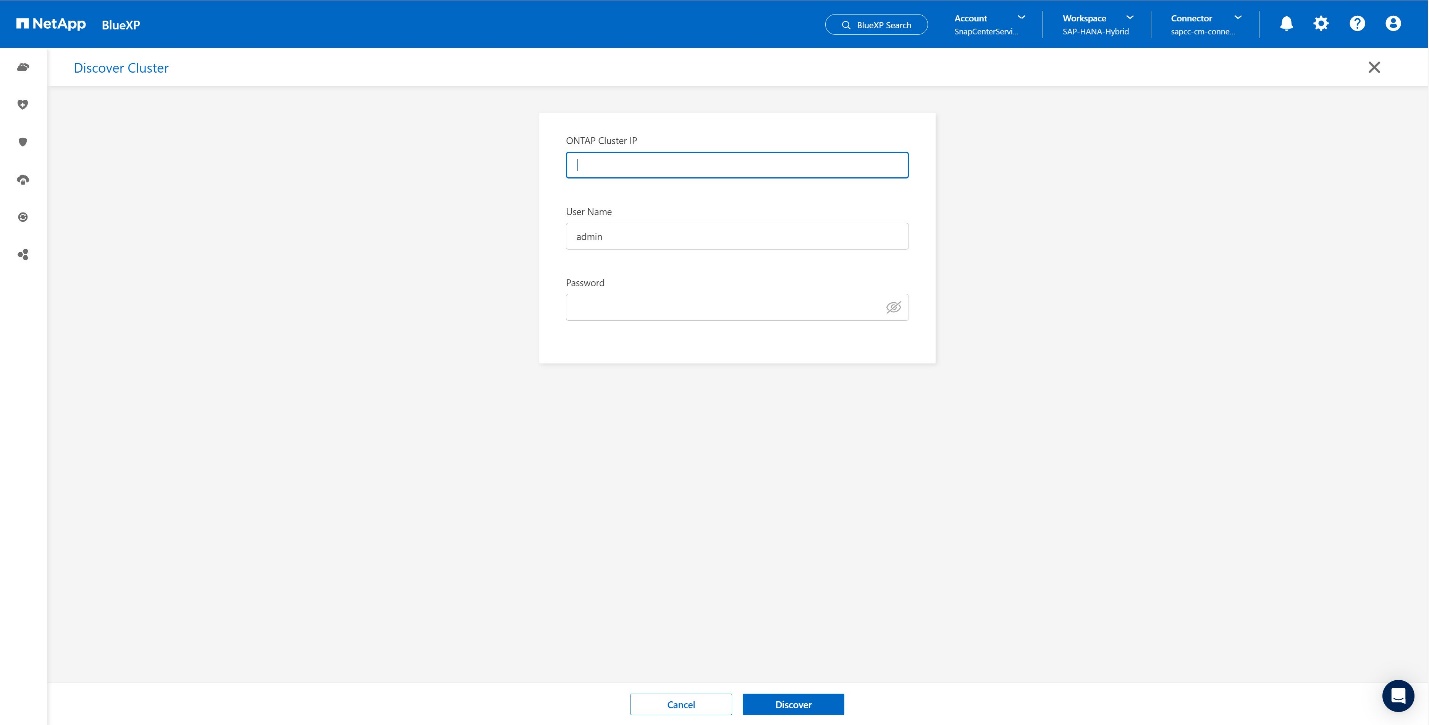 NetApp BlueXP
BlueXP Search
Account
SnapCenterServi...
Workspace
SAP-HANA-Hybrid
Connector
sapcc-cm-conne...
Discover Cluster
ONTAP Cluster IP
User Name
admin
Password
Cancel
Discover